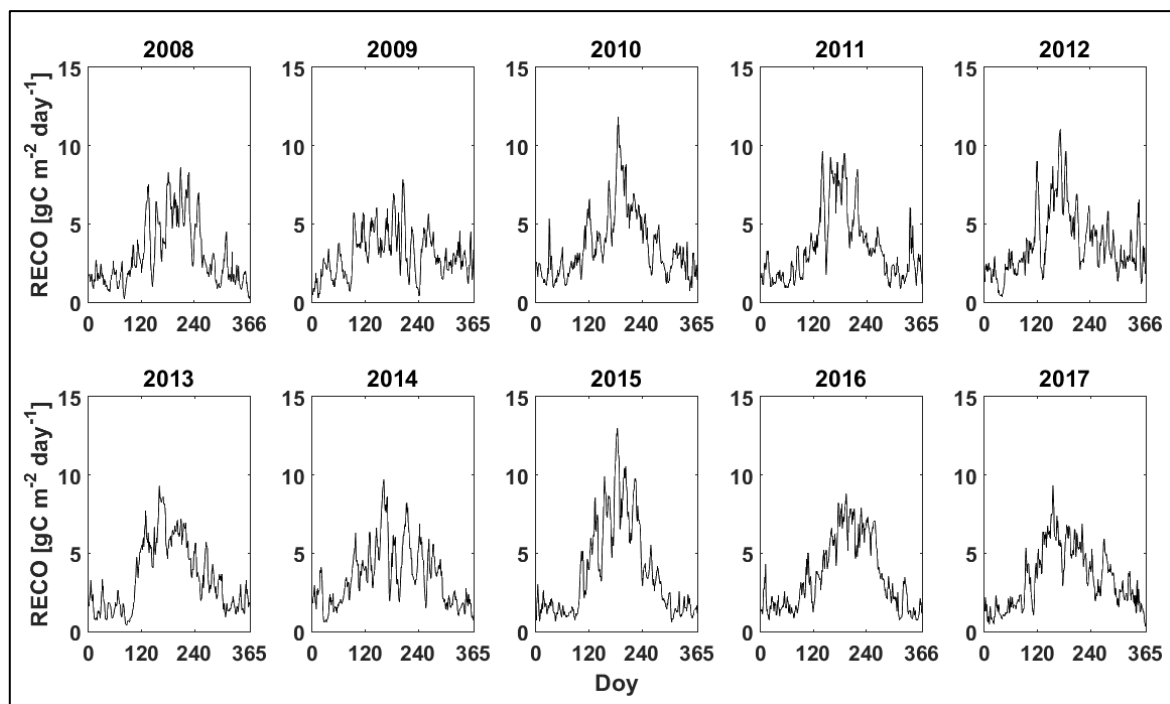 2008 2009 2010 2011 2012
15 15 15 15 15
10 10 10 10 10
5 5 5 5 5
0 0 0 0 0
0 120 240 366 0 120 240 365 0 120 240 365 0 120 240 365 0 120 240 366
RECO [gC m⁻² day⁻¹]
2013 2014 2015 2016 2017
15 15 15 15 15
10 10 10 10 10
5 5 5 5 5
0 0 0 0 0
0 120 240 365 0 120 240 365 0 120 240 365 0 120 240 366 0 120 240 365
RECO [gC m⁻² day⁻¹]
Doy